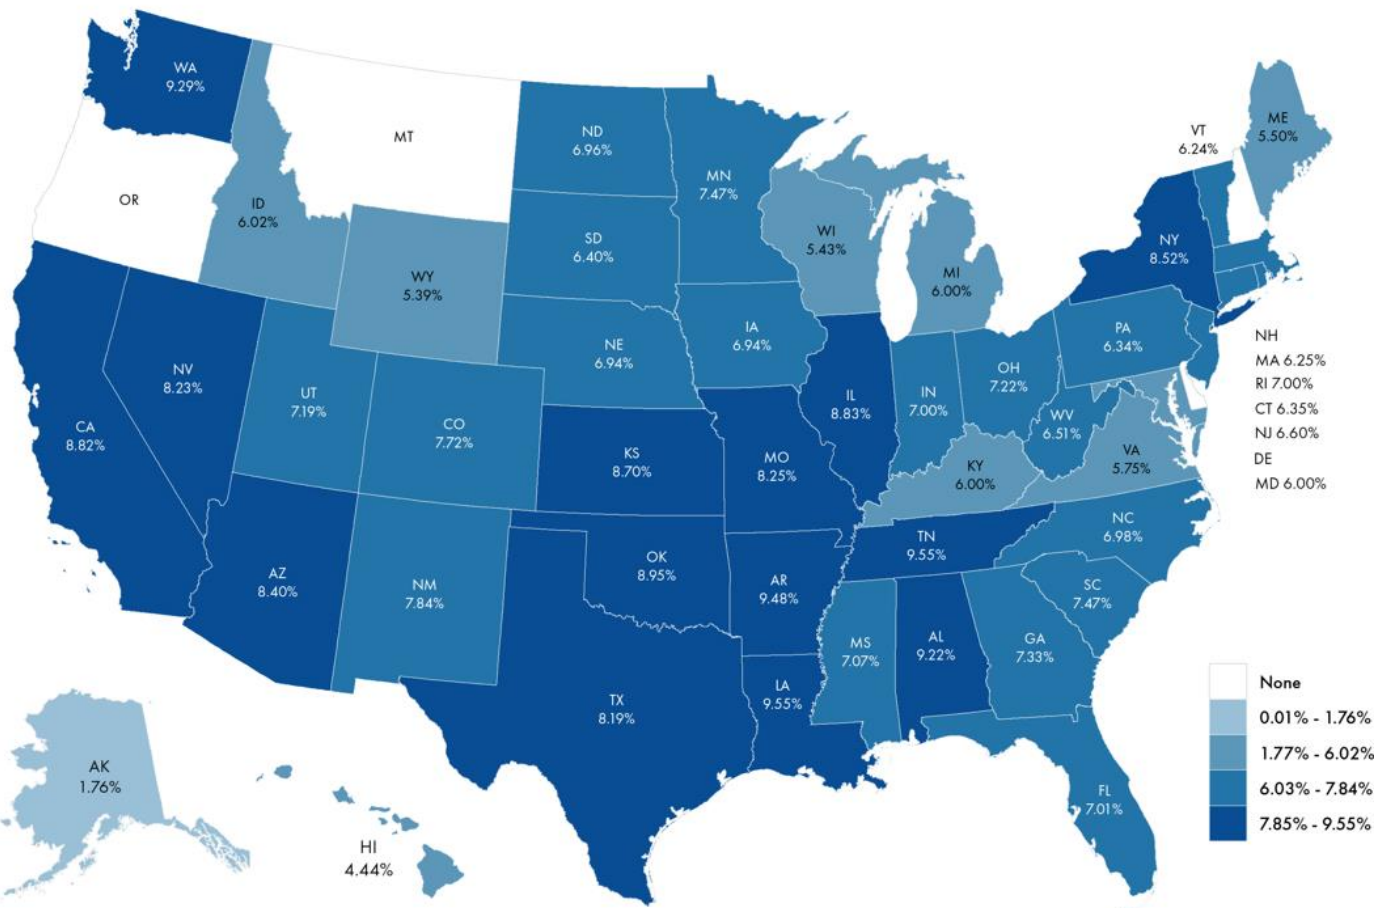 WA
9.29%
MT
ND
6.96%
MN
7.47%
VT
6.24%
ME
5.50%
OR
ID
6.02%
WY
5.39%
SD
6.40%
WI
5.43%
MI
6.00%
NY
8.52%
NE
6.94%
IA
6.94%
PA
6.34%
NH
MA 6.25%
RI 7.00%
CT 6.35%
NJ 6.60%
DE
MD 6.00%
NV
8.23%
UT
7.19%
CO
7.72%
IL
8.83%
IN
7.00%
OH
7.22%
WV
6.51%
VA
5.75%
CA
8.82%
KS
8.70%
MO
8.25%
KY
6.00%
NC
6.98%
TN
9.55%
AZ
8.40%
NM
7.84%
OK
8.95%
AR
9.48%
SC
7.47%
MS
7.07%
AL
9.22%
GA
7.33%
TX
8.19%
LA
9.55%
FL
7.01%
AK
1.76%
HI
4.44%
None
0.01% - 1.76%
1.77% - 6.02%
6.03% - 7.84%
7.85% - 9.55%